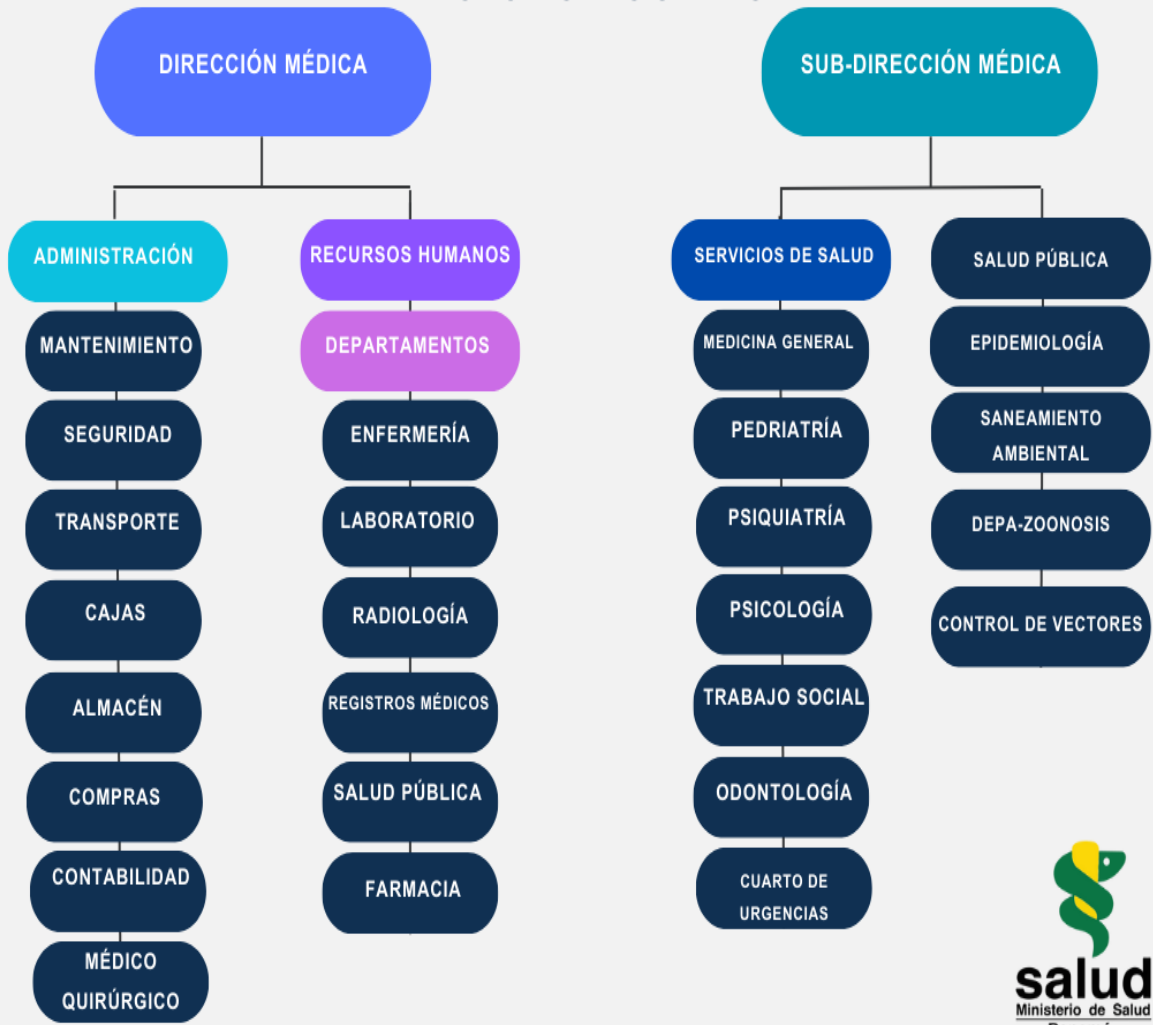 DIRECCIÓN MÉDICA
ADMINISTRACIÓN
MANTENIMIENTO
SEGURIDAD
TRANSPORTE
CAJAS
ALMACÉN
COMPRAS
CONTABILIDAD
MÉDICO
QUIRÚRGICO
RECURSOS HUMANOS
DEPARTAMENTOS
ENFERMERÍA
LABORATORIO
RADIOLOGÍA
REGISTROS MÉDICOS
SALUD PÚBLICA
FARMACIA
SUB-DIRECCIÓN MÉDICA
SERVICIOS DE SALUD
MEDICINA GENERAL
PEDRIATRÍA
PSIQUIATRÍA
PSICOLOGÍA
TRABAJO SOCIAL
ODONTOLOGÍA
CUARTO DE
URGENCIAS
SALUD PÚBLICA
EPIDEMIOLOGÍA
SANEAMIENTO
AMBIENTAL
DEPA-ZOONOSIS
CONTROL DE VECTORES
salud
Ministerio de Salud